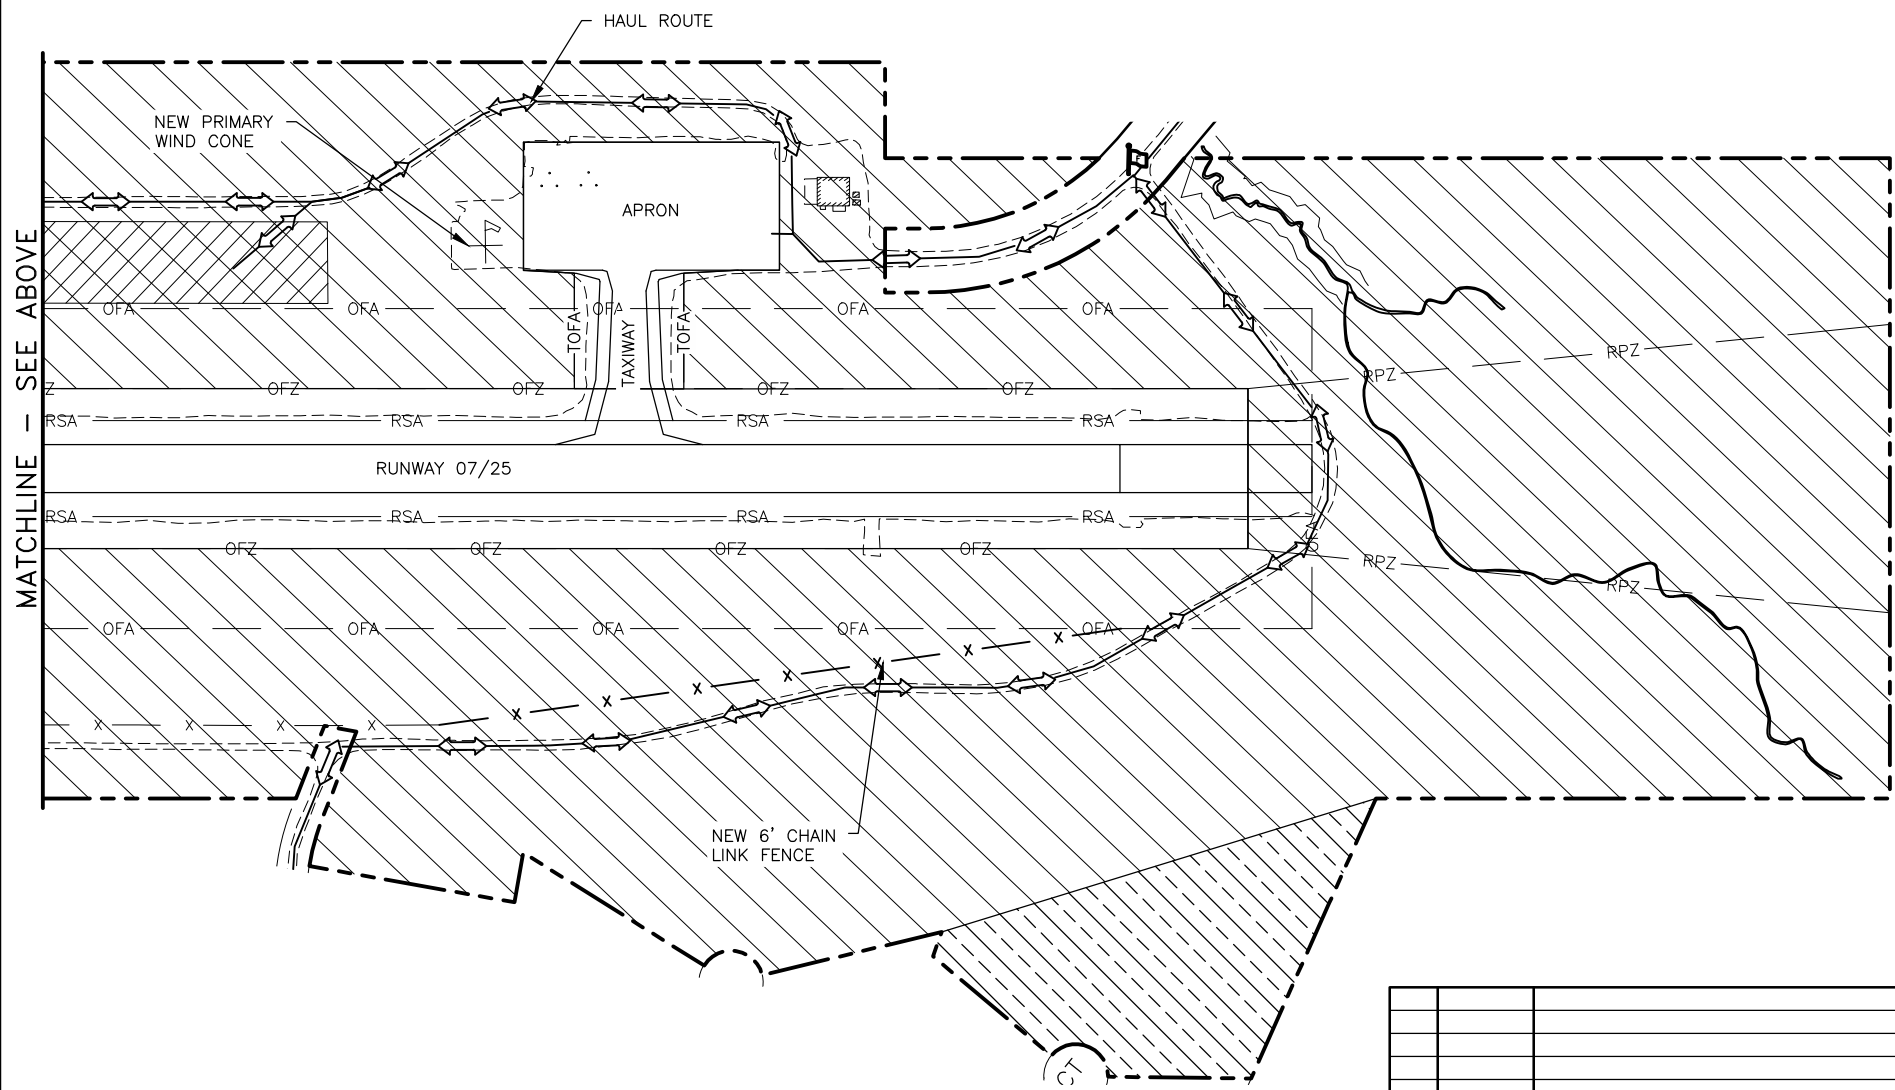 HAUL ROUTE
NEW PRIMARY
WIND CONE
APRON
MATCHLINE — SEE ABOVE
OFA OFA OFA OFA OFA
TOFA
TAXIWAY
TOFA
RPZ
RPZ
Z OFZ OFZ OFZ OFZ
RSA RSA RSA RSA
RUNWAY 07/25
RSA RSA RSA RSA
OFA
OFZ OFZ OFZ OFZ
RPZ
RPZ
OFA OFA OFA OFA OFA
X X X X X X X
X X X X
NEW 6' CHAIN
LINK FENCE
CT